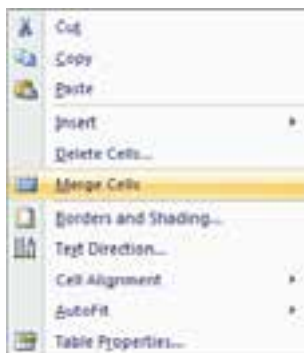 Cut
Copy
Paste
Insert
Delete Cells...
Merge Cells
Borders and Shading...
Text Direction...
Cell Alignment
AutoFit
Table Properties...